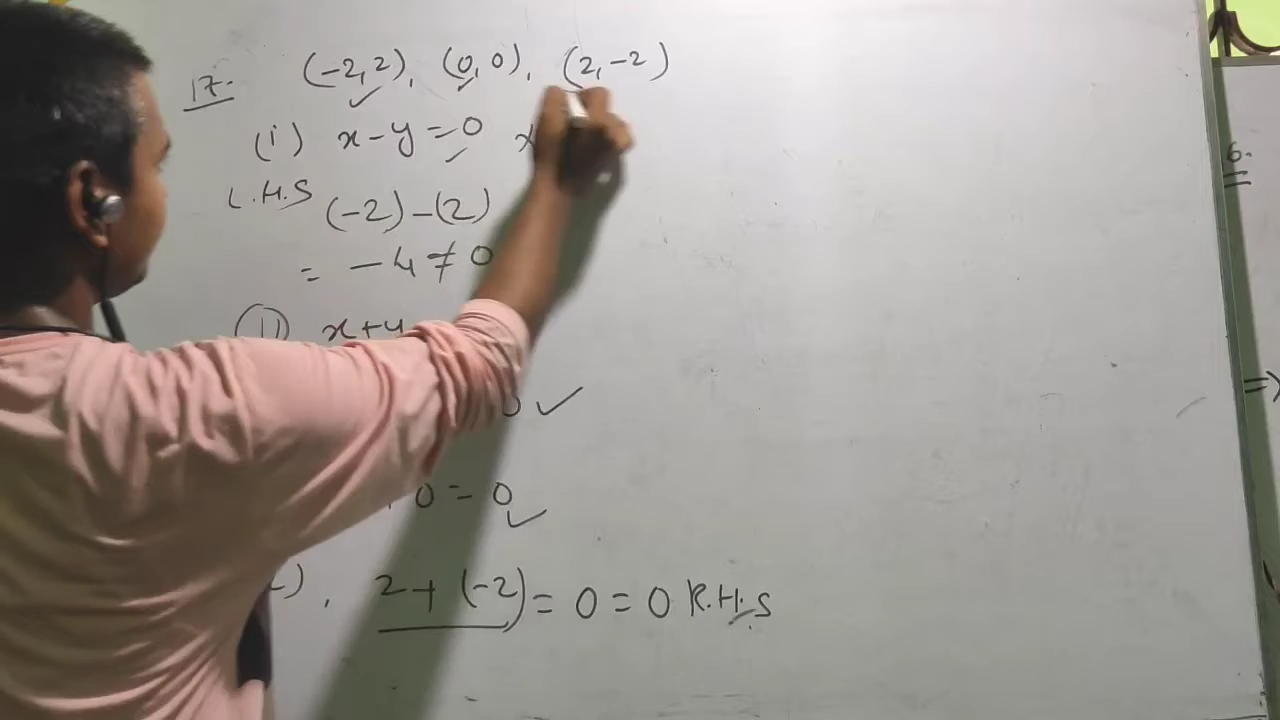 17. (-2, 2), (0, 0), (2, -2)
(i) x - y = 0
L.H.S (-2) - (2)
= -4 ≠ 0
(ii) x + y
0 = 0
2 + (-2) = 0 = 0 R.H.S
6.
⇒